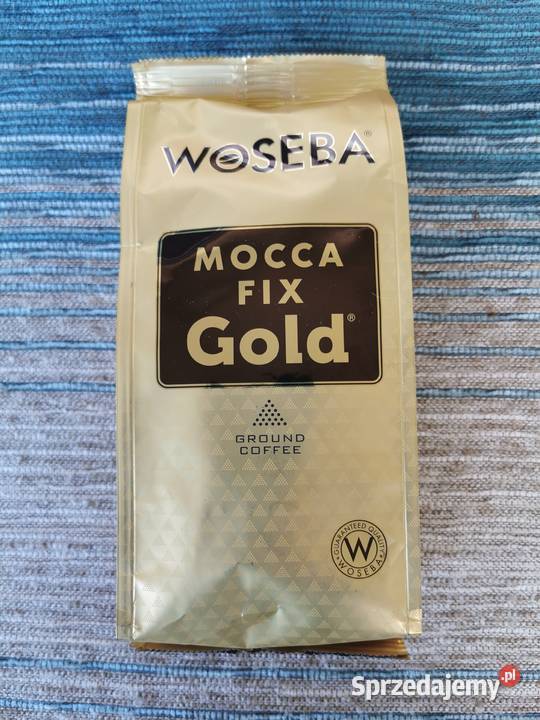 WOSEBA®
MOCCA
FIX
Gold®
GROUND
COFFEE
GUARANTEED QUALITY
W
WOSEBA
Sprzedajemy.pl